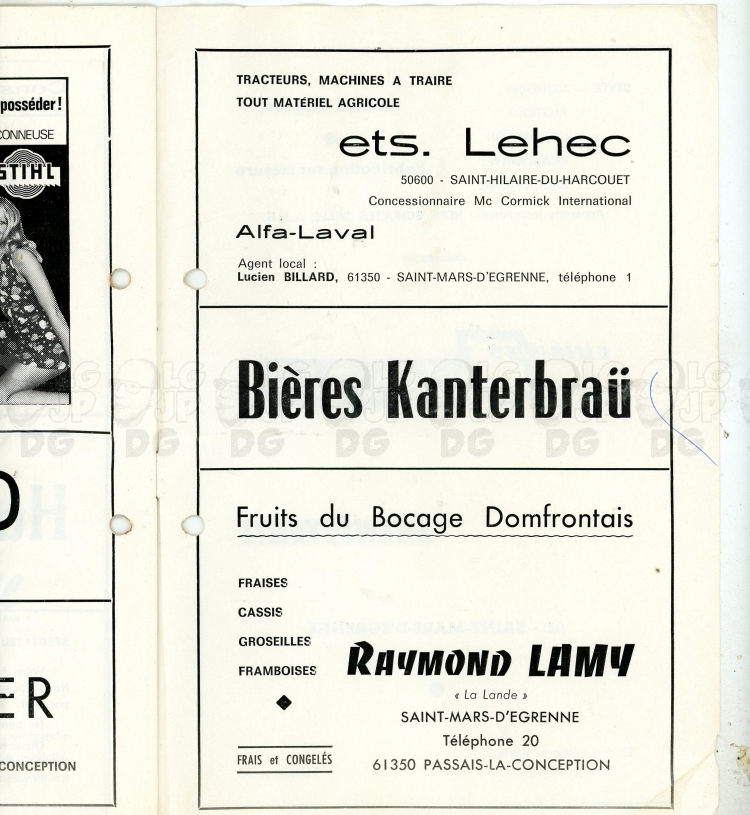 posséder !
CONNEUSE
STIHL
D
ER
CONCEPTION
TRACTEURS, MACHINES A TRAIRE
TOUT MATÉRIEL AGRICOLE
ets. Lehec
50600 - SAINT-HILAIRE-DU-HARCOUET
Concessionnaire Mc Cormick International
Alfa-Laval
Agent local :
Lucien BILLARD, 61350 - SAINT-MARS-D'EGRENNE, téléphone 1
Bières Kanterbraü
LG JP DG
Fruits du Bocage Domfrontais
FRAISES
CASSIS
GROSEILLES
FRAMBOISES
FRAIS et CONGELÉS
RAYMOND LAMY
« La Lande »
SAINT-MARS-D'EGRENNE
Téléphone 20
61350 PASSAIS-LA-CONCEPTION